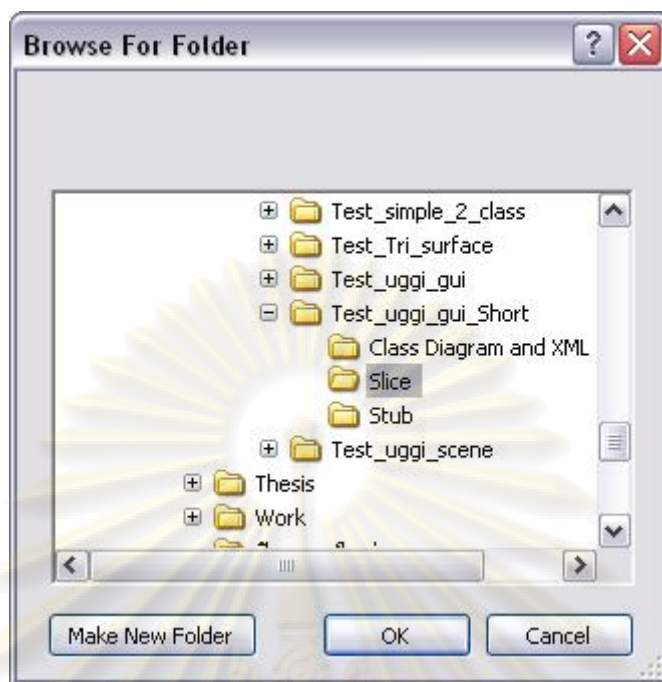 Browse For Folder
Test_simple_2_class
Test_Tri_surface
Test_uggi_gui
Test_uggi_gui_Short
Class Diagram and XML
Slice
Stub
Test_uggi_scene
Thesis
Work
Make New Folder
OK
Cancel